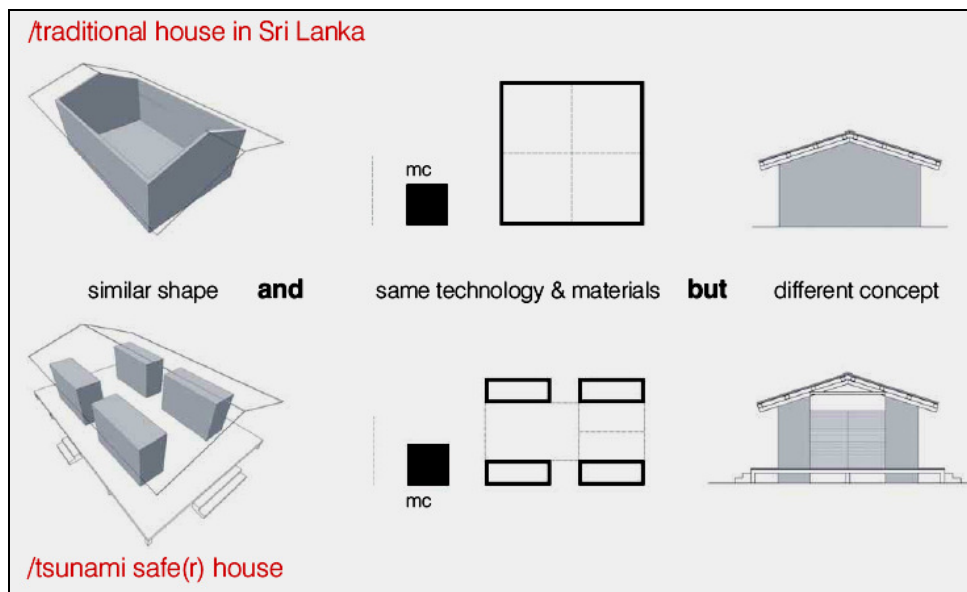 /traditional house in Sri Lanka
mc
similar shape and same technology & materials but different concept
mc
/tsunami safe(r) house